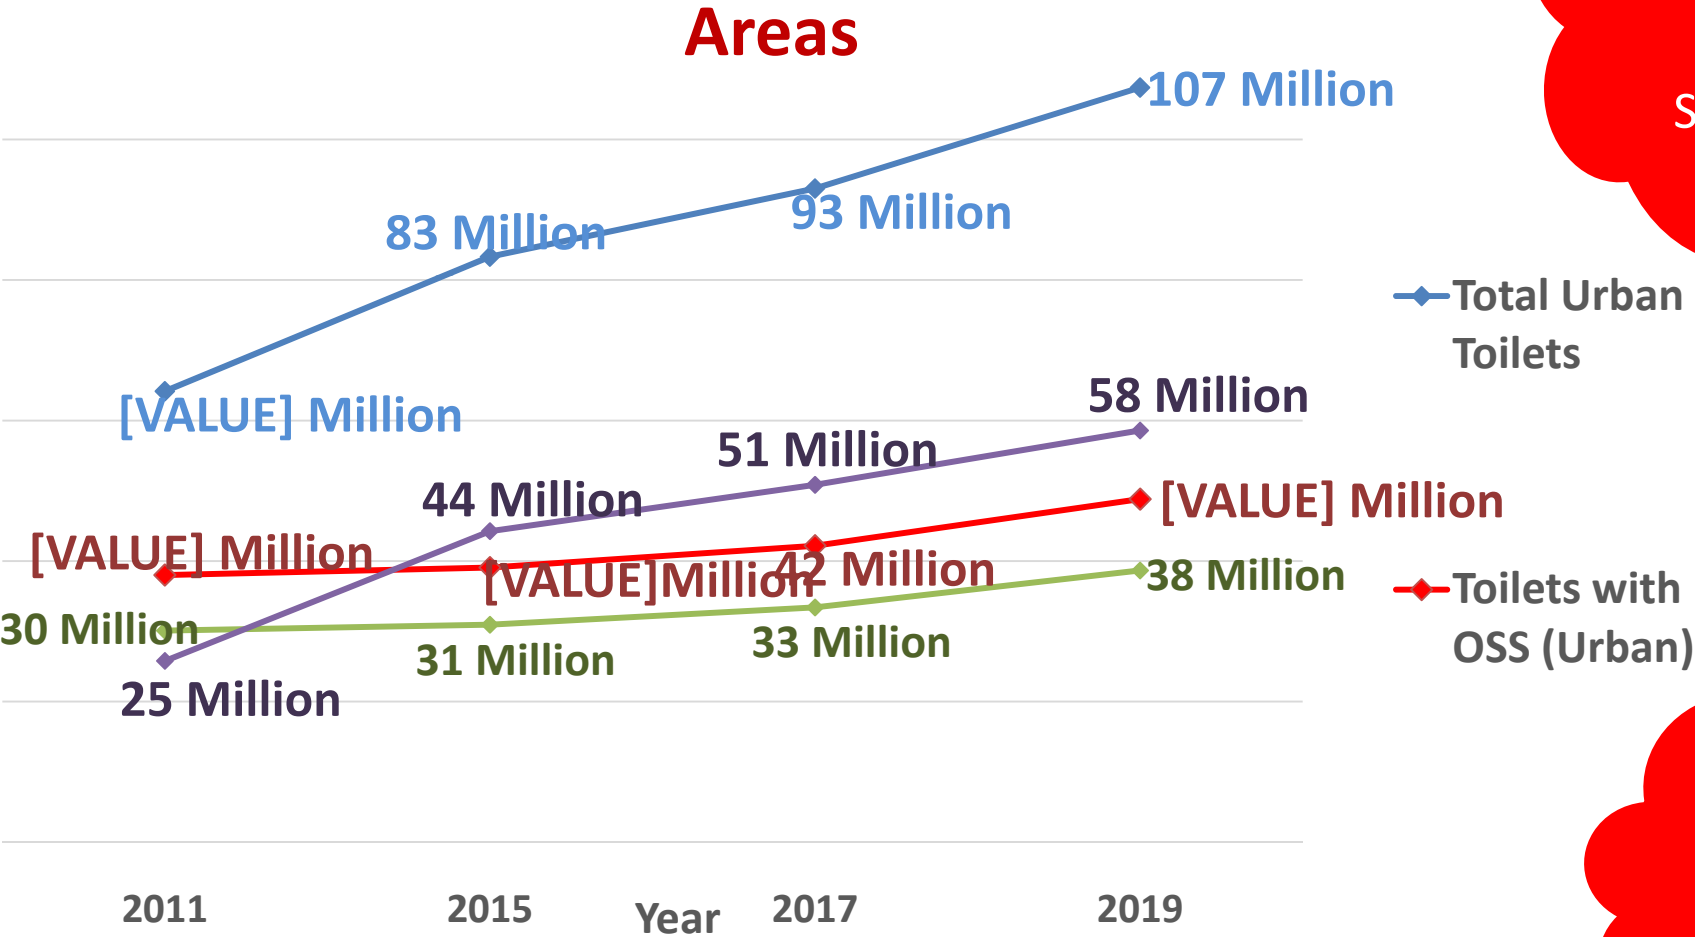 Areas
107 Million
S
93 Million
83 Million
Total Urban
Toilets
[VALUE] Million
58 Million
51 Million
44 Million
[VALUE] Million
[VALUE] Million
[VALUE]Million
42 Million
38 Million
Toilets with
OSS (Urban)
30 Million
31 Million
33 Million
25 Million
2011
2015
Year
2017
2019